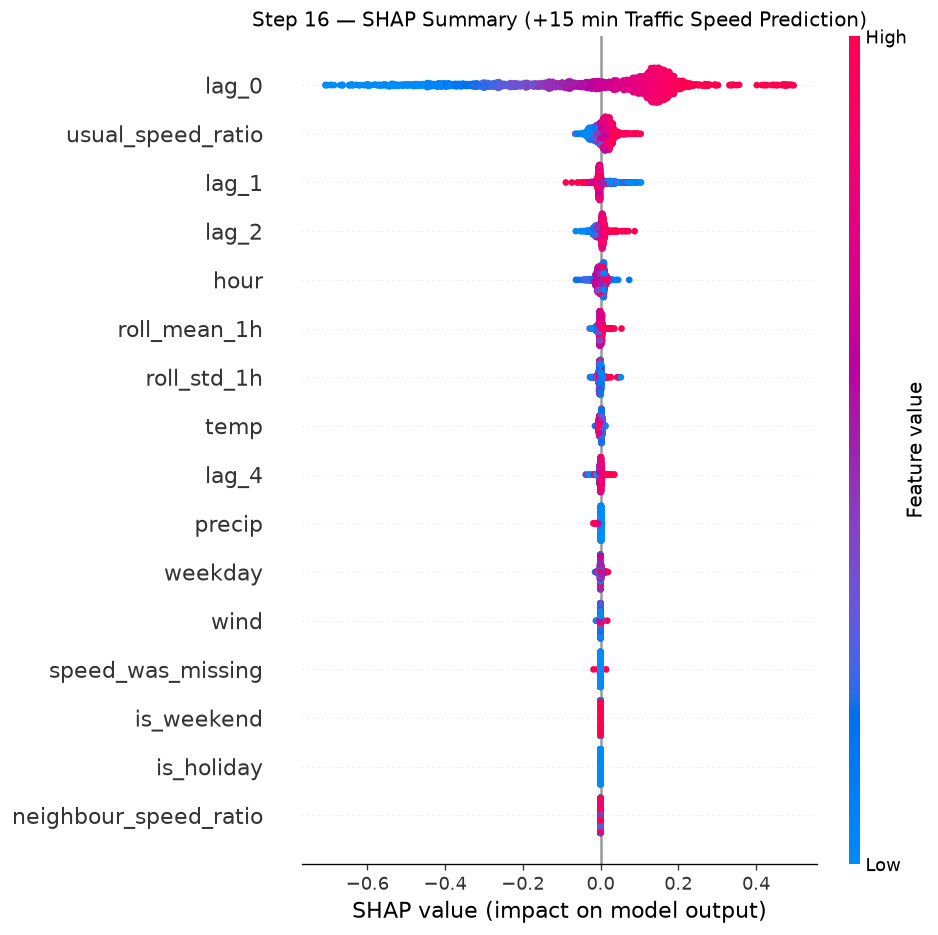 Step 16 — SHAP Summary (+15 min Traffic Speed Prediction)
High
lag_0
usual_speed_ratio
lag_1
lag_2
hour
roll_mean_1h
roll_std_1h
temp
lag_4
precip
weekday
wind
speed_was_missing
is_weekend
is_holiday
neighbour_speed_ratio
Feature value
Low
−0.6 −0.4 −0.2 0.0 0.2 0.4
SHAP value (impact on model output)